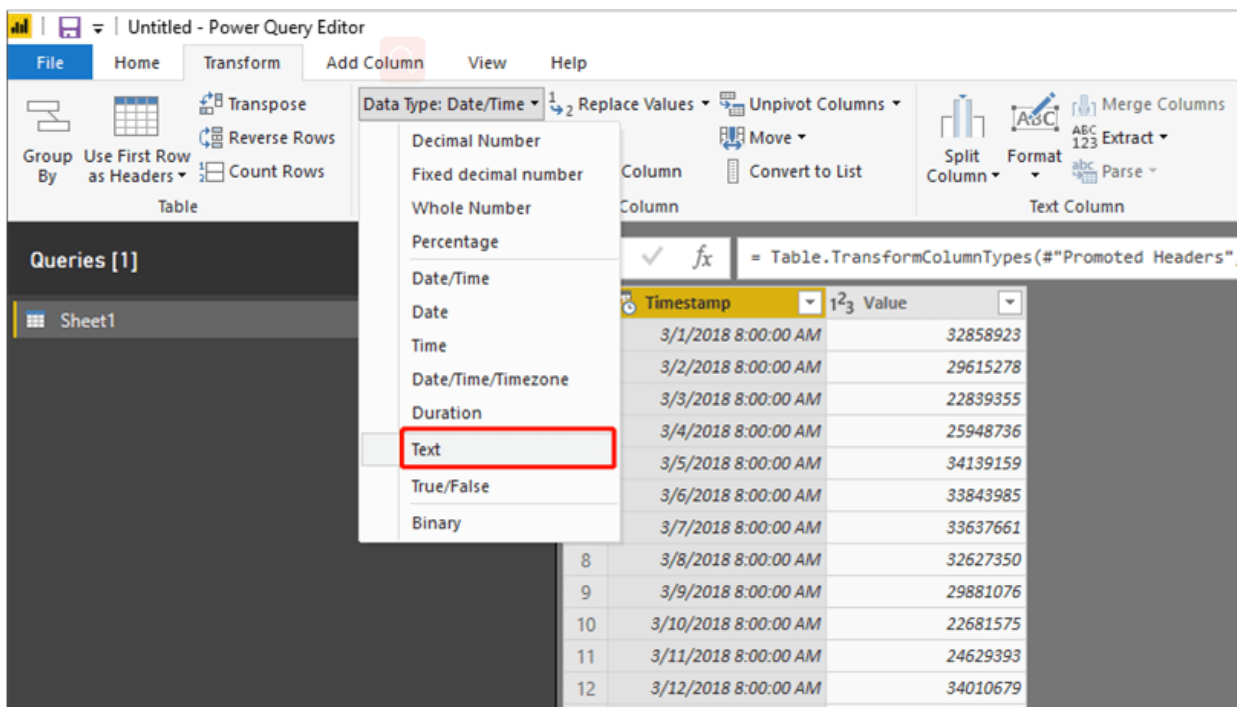 Untitled - Power Query Editor
File Home Transform Add Column View Help
Group By
Use First Row as Headers
Transpose
Reverse Rows
Count Rows
Table
Data Type: Date/Time
Decimal Number
Fixed decimal number
Whole Number
Percentage
Date/Time
Date
Time
Date/Time/Timezone
Duration
Text
True/False
Binary
1 2 Replace Values
Unpivot Columns
Move
Column
Convert to List
Column
Split Column
Format
ABC
Merge Columns
ABC 123 Extract
abc Parse
Text Column
Queries [1]
Sheet1
fx = Table.TransformColumnTypes(#"Promoted Headers"
Timestamp 123 Value
3/1/2018 8:00:00 AM 32858923
3/2/2018 8:00:00 AM 29615278
3/3/2018 8:00:00 AM 22839355
3/4/2018 8:00:00 AM 25948736
3/5/2018 8:00:00 AM 34139159
3/6/2018 8:00:00 AM 33843985
3/7/2018 8:00:00 AM 33637661
8 3/8/2018 8:00:00 AM 32627350
9 3/9/2018 8:00:00 AM 29881076
10 3/10/2018 8:00:00 AM 22681575
11 3/11/2018 8:00:00 AM 24629393
12 3/12/2018 8:00:00 AM 34010679